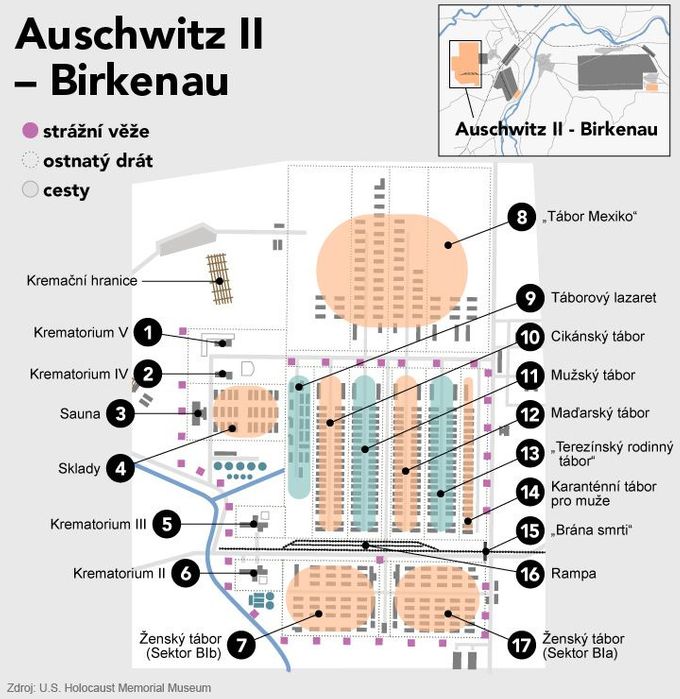 Auschwitz II
– Birkenau
strážní věže
ostnatý drát
cesty
Auschwitz II - Birkenau
8 „Tábor Mexiko“
Kremační hranice
9 Táborový lazaret
Krematorium V 1
10 Cikánský tábor
Krematorium IV 2
11 Mužský tábor
Sauna 3
12 Maďarský tábor
13 „Terezínský rodinný
tábor“
Sklady 4
14 Karanténní tábor
pro muže
Krematorium III 5
15 „Brána smrti“
Krematorium II 6
16 Rampa
Ženský tábor
(Sektor BIb) 7
17 Ženský tábor
(Sektor BIa)
Zdroj: U.S. Holocaust Memorial Museum